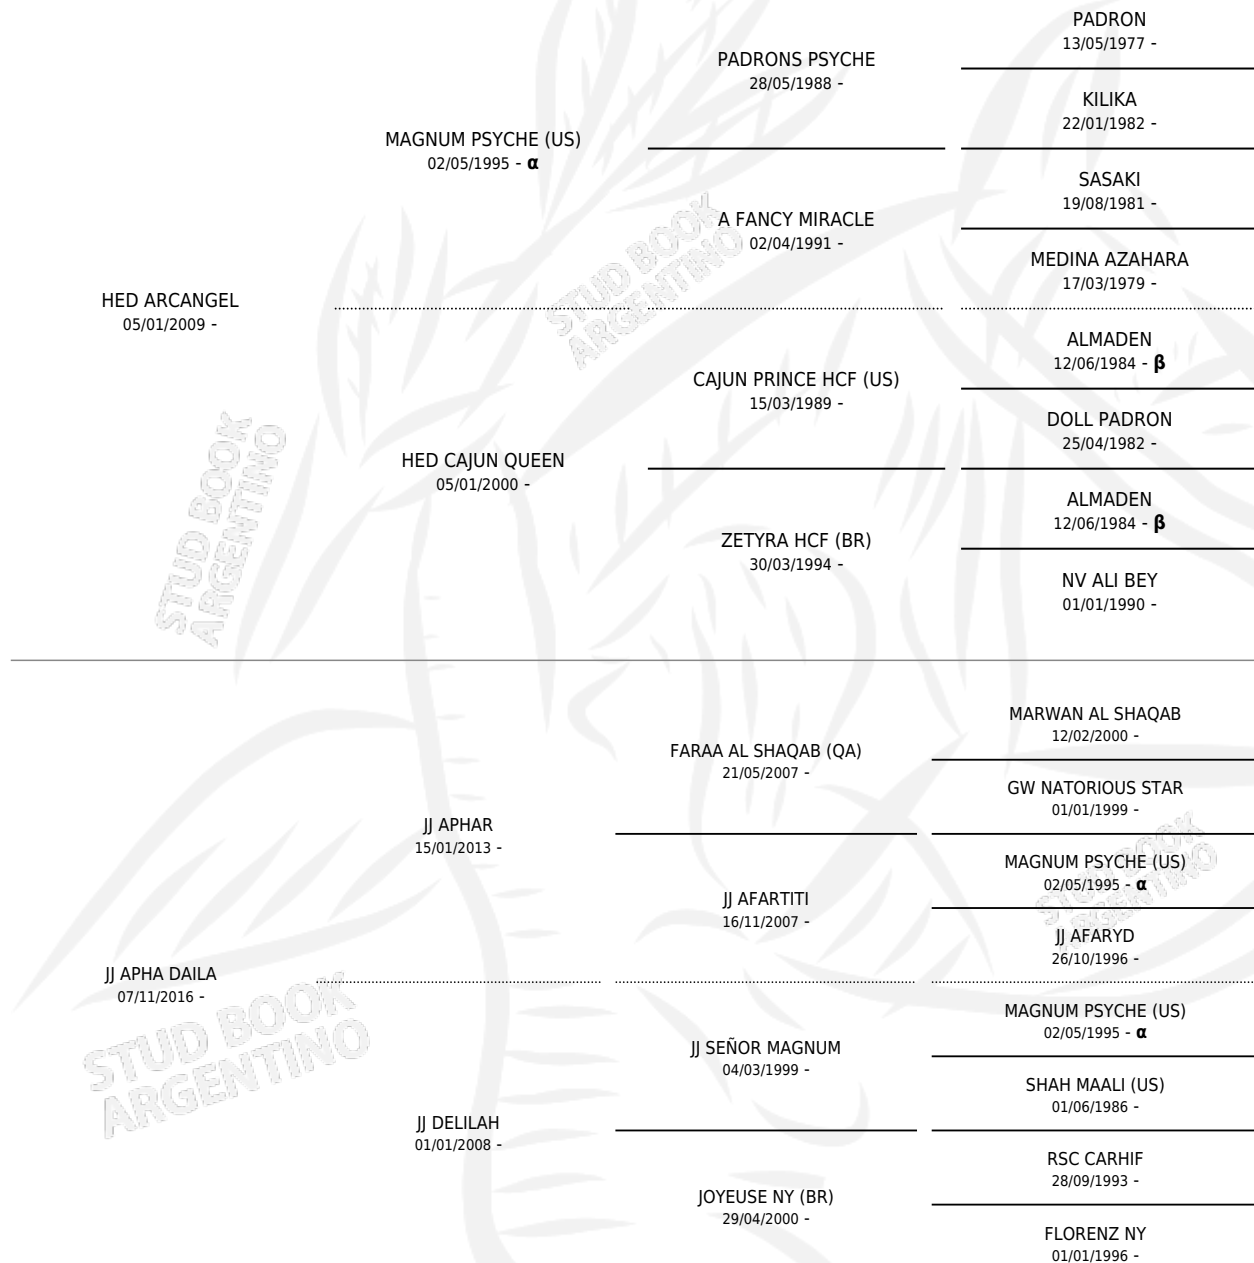 PADRON
13/05/1977 -
PADRONS PSYCHE
28/05/1988 -
KILIKA
22/01/1982 -
MAGNUM PSYCHE (US)
02/05/1995 - α
SASAKI
19/08/1981 -
A FANCY MIRACLE
02/04/1991 -
MEDINA AZAHARA
17/03/1979 -
HED ARCANGEL
05/01/2009 -
ALMADEN
12/06/1984 - β
CAJUN PRINCE HCF (US)
15/03/1989 -
DOLL PADRON
25/04/1982 -
HED CAJUN QUEEN
05/01/2000 -
ALMADEN
12/06/1984 - β
ZETYRA HCF (BR)
30/03/1994 -
NV ALI BEY
01/01/1990 -
MARWAN AL SHAQAB
12/02/2000 -
FARAA AL SHAQAB (QA)
21/05/2007 -
GW NATORIOUS STAR
01/01/1999 -
JJ APHAR
15/01/2013 -
MAGNUM PSYCHE (US)
02/05/1995 - α
JJ AFARTITI
16/11/2007 -
JJ AFARYD
26/10/1996 -
JJ APHA DAILA
07/11/2016 -
MAGNUM PSYCHE (US)
02/05/1995 - α
JJ SEÑOR MAGNUM
04/03/1999 -
SHAH MAALI (US)
01/06/1986 -
JJ DELILAH
01/01/2008 -
RSC CARHIF
28/09/1993 -
JOYEUSE NY (BR)
29/04/2000 -
FLORENZ NY
01/01/1996 -
STUD BOOK
ARGENTINO
STUD BOOK
ARGENTINO
STUD BOOK
ARGENTINO
STUD BOOK
ARGENTINO